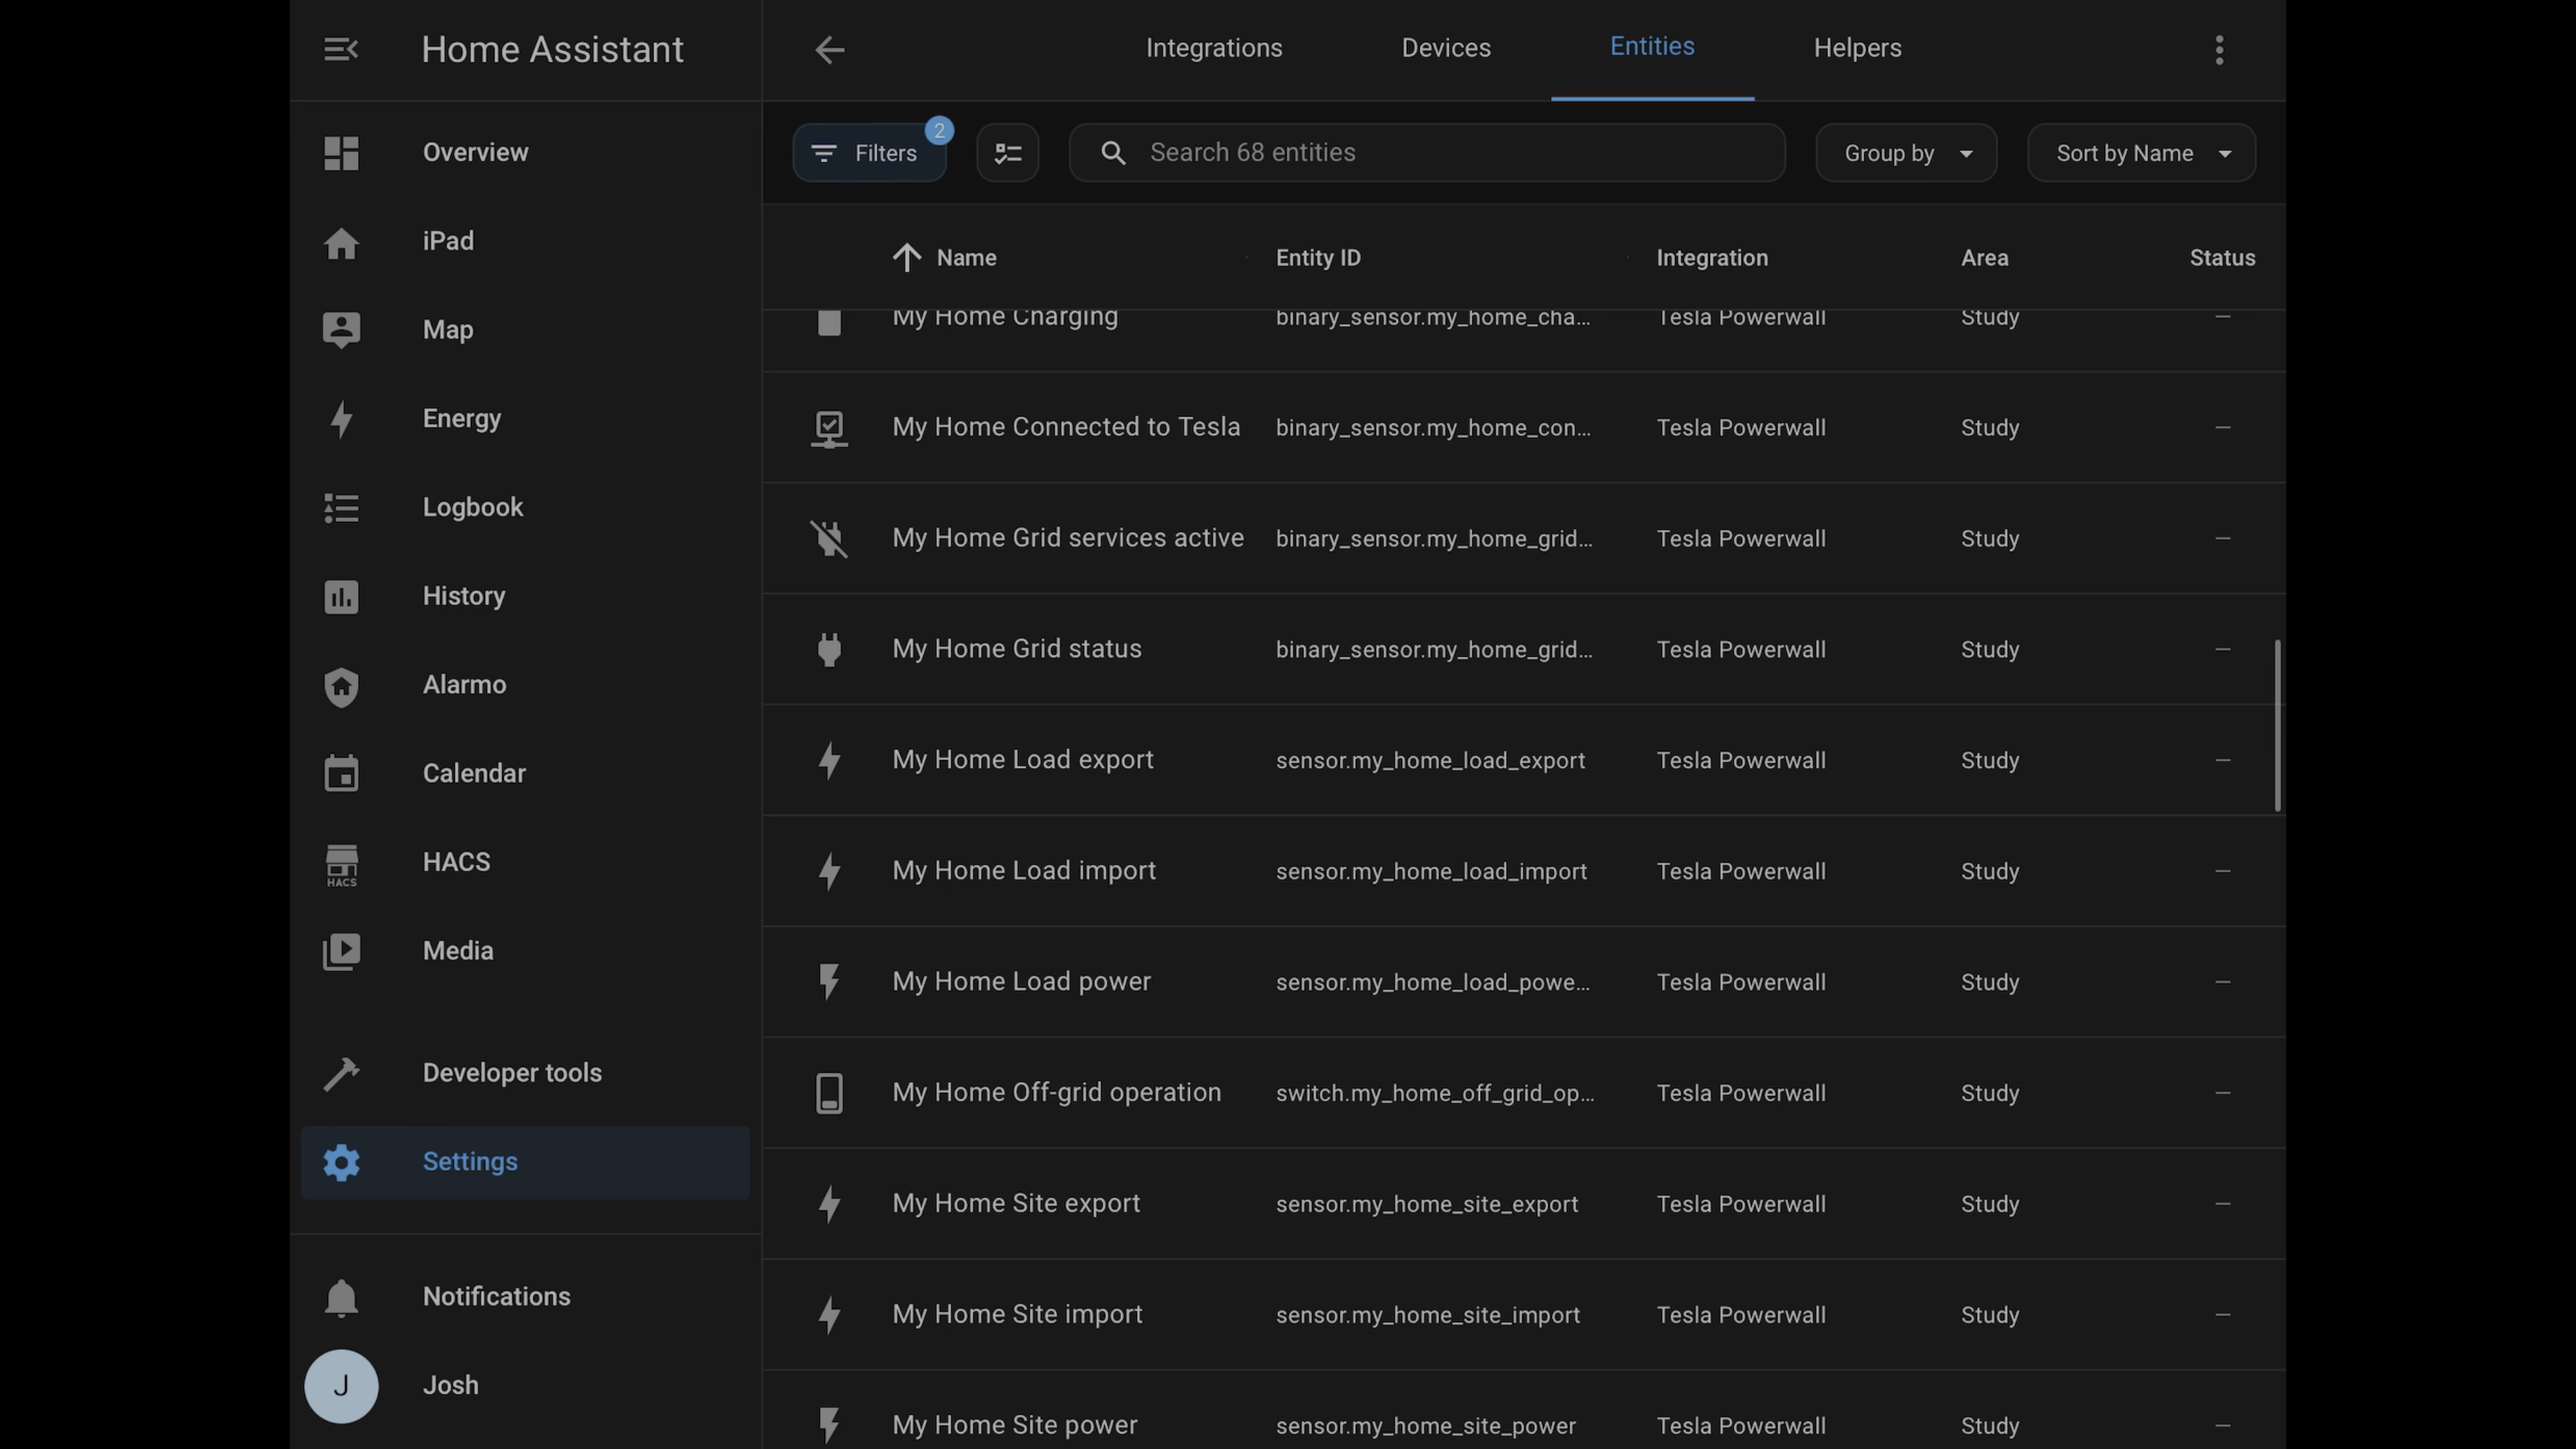 Home Assistant
Integrations Devices Entities Helpers
Overview
iPad
Map
Energy
Logbook
History
Alarmo
Calendar
HACS
HACS
Media
Developer tools
Settings
Notifications
J
Josh
Filters 2 Search 68 entities Group by Sort by Name
Name Entity ID Integration Area Status
My Home Charging binary_sensor.my_home_cha... Tesla Powerwall Study —
My Home Connected to Tesla binary_sensor.my_home_con... Tesla Powerwall Study —
My Home Grid services active binary_sensor.my_home_grid... Tesla Powerwall Study —
My Home Grid status binary_sensor.my_home_grid... Tesla Powerwall Study —
My Home Load export sensor.my_home_load_export Tesla Powerwall Study —
My Home Load import sensor.my_home_load_import Tesla Powerwall Study —
My Home Load power sensor.my_home_load_powe... Tesla Powerwall Study —
My Home Off-grid operation switch.my_home_off_grid_op... Tesla Powerwall Study —
My Home Site export sensor.my_home_site_export Tesla Powerwall Study —
My Home Site import sensor.my_home_site_import Tesla Powerwall Study —
My Home Site power sensor.my_home_site_power Tesla Powerwall Study —